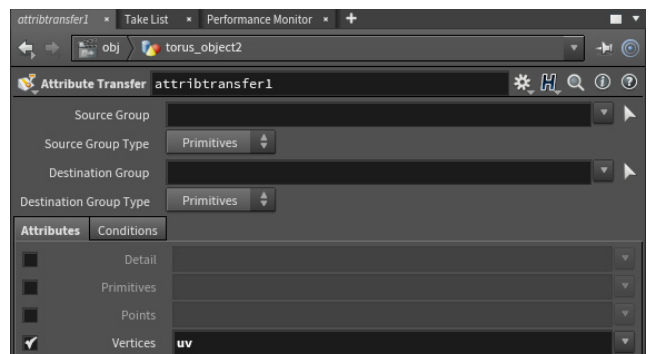 attribtransfer1 × Take List × Performance Monitor × +
obj torus_object2
Attribute Transfer attribtransfer1
Source Group
Source Group Type Primitives
Destination Group
Destination Group Type Primitives
Attributes Conditions
Detail
Primitives
Points
Vertices uv